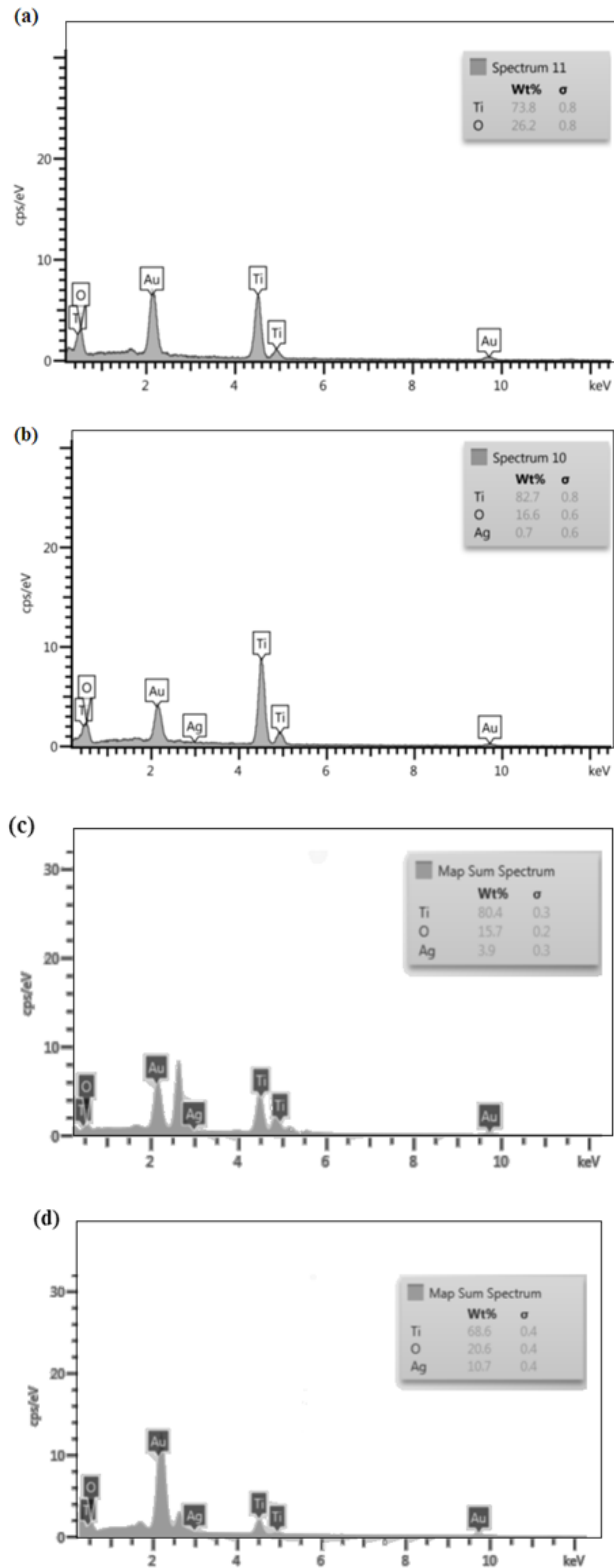 (a)
Spectrum 11
Wt% σ
Ti 73.8 0.8
O 26.2 0.8
20
10
0
cps/eV
T O Au Ti Ti Au
2 4 6 8 10 keV
(b)
Spectrum 10
Wt% σ
Ti 82.7 0.8
O 16.6 0.6
Ag 0.7 0.6
20
10
0
cps/eV
T O Au Ag Ti Ti Au
2 4 6 8 10 keV
(c)
Map Sum Spectrum
Wt% σ
Ti 80.4 0.3
O 15.7 0.2
Ag 3.9 0.3
30
20
10
0
cps/eV
T O Au Ag Ti Ti Au
2 4 6 8 10 keV
(d)
Map Sum Spectrum
Wt% σ
Ti 68.6 0.4
O 20.6 0.4
Ag 10.7 0.4
30
20
10
0
cps/eV
T O Au Ag Ti Ti Au
2 4 6 8 10 keV